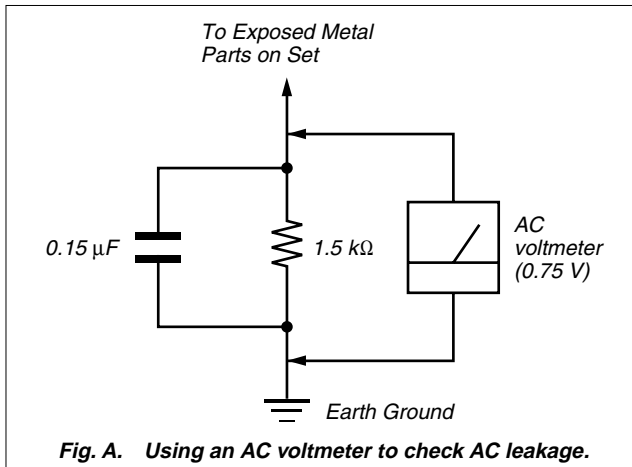 To Exposed Metal
Parts on Set
0.15 μF
1.5 kΩ
AC
voltmeter
(0.75 V)
Earth Ground
Fig. A. Using an AC voltmeter to check AC leakage.